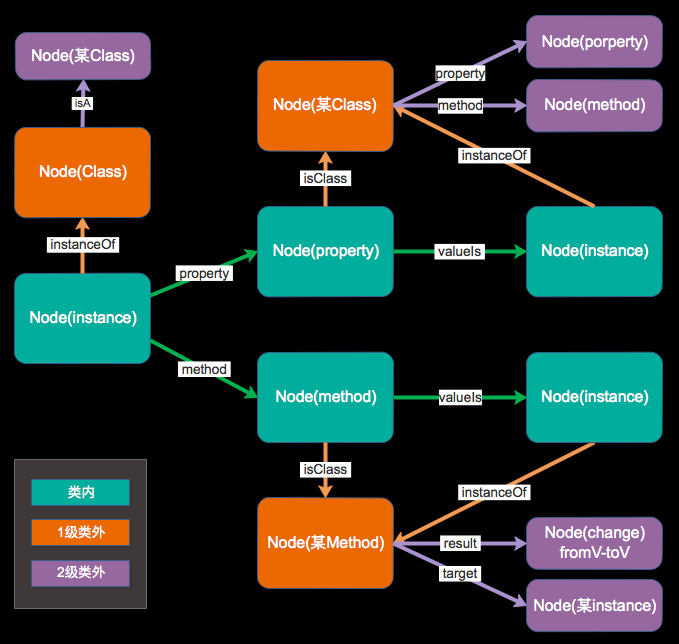 Node(某Class)
isA
Node(Class)
instanceOf
Node(instance)
property
method
Node(某Class)
property
Node(porperty)
method
Node(method)
instanceOf
isClass
Node(property)
valueIs
Node(instance)
Node(method)
valueIs
Node(instance)
isClass
instanceOf
Node(某Method)
result
Node(change)
fromV-toV
target
Node(某instance)
类内
1级类外
2级类外